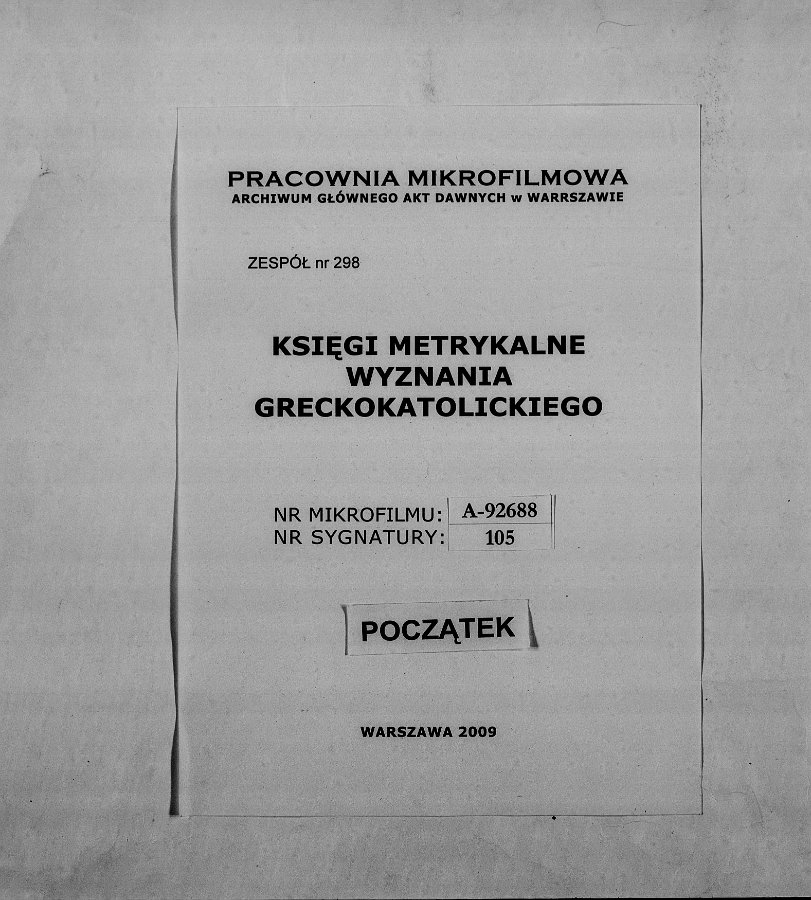 PRACOWNIA MIKROFILMOWA
ARCHIWUM GŁÓWNEGO AKT DAWNYCH w WARRSZAWIE
ZESPÓŁ nr 298
KSIĘGI METRYKALNE
WYZNANIA
GRECKOKATOLICKIEGO
NR MIKROFILMU: A-92688
NR SYGNATURY: 105
POCZĄTEK
WARSZAWA 2009